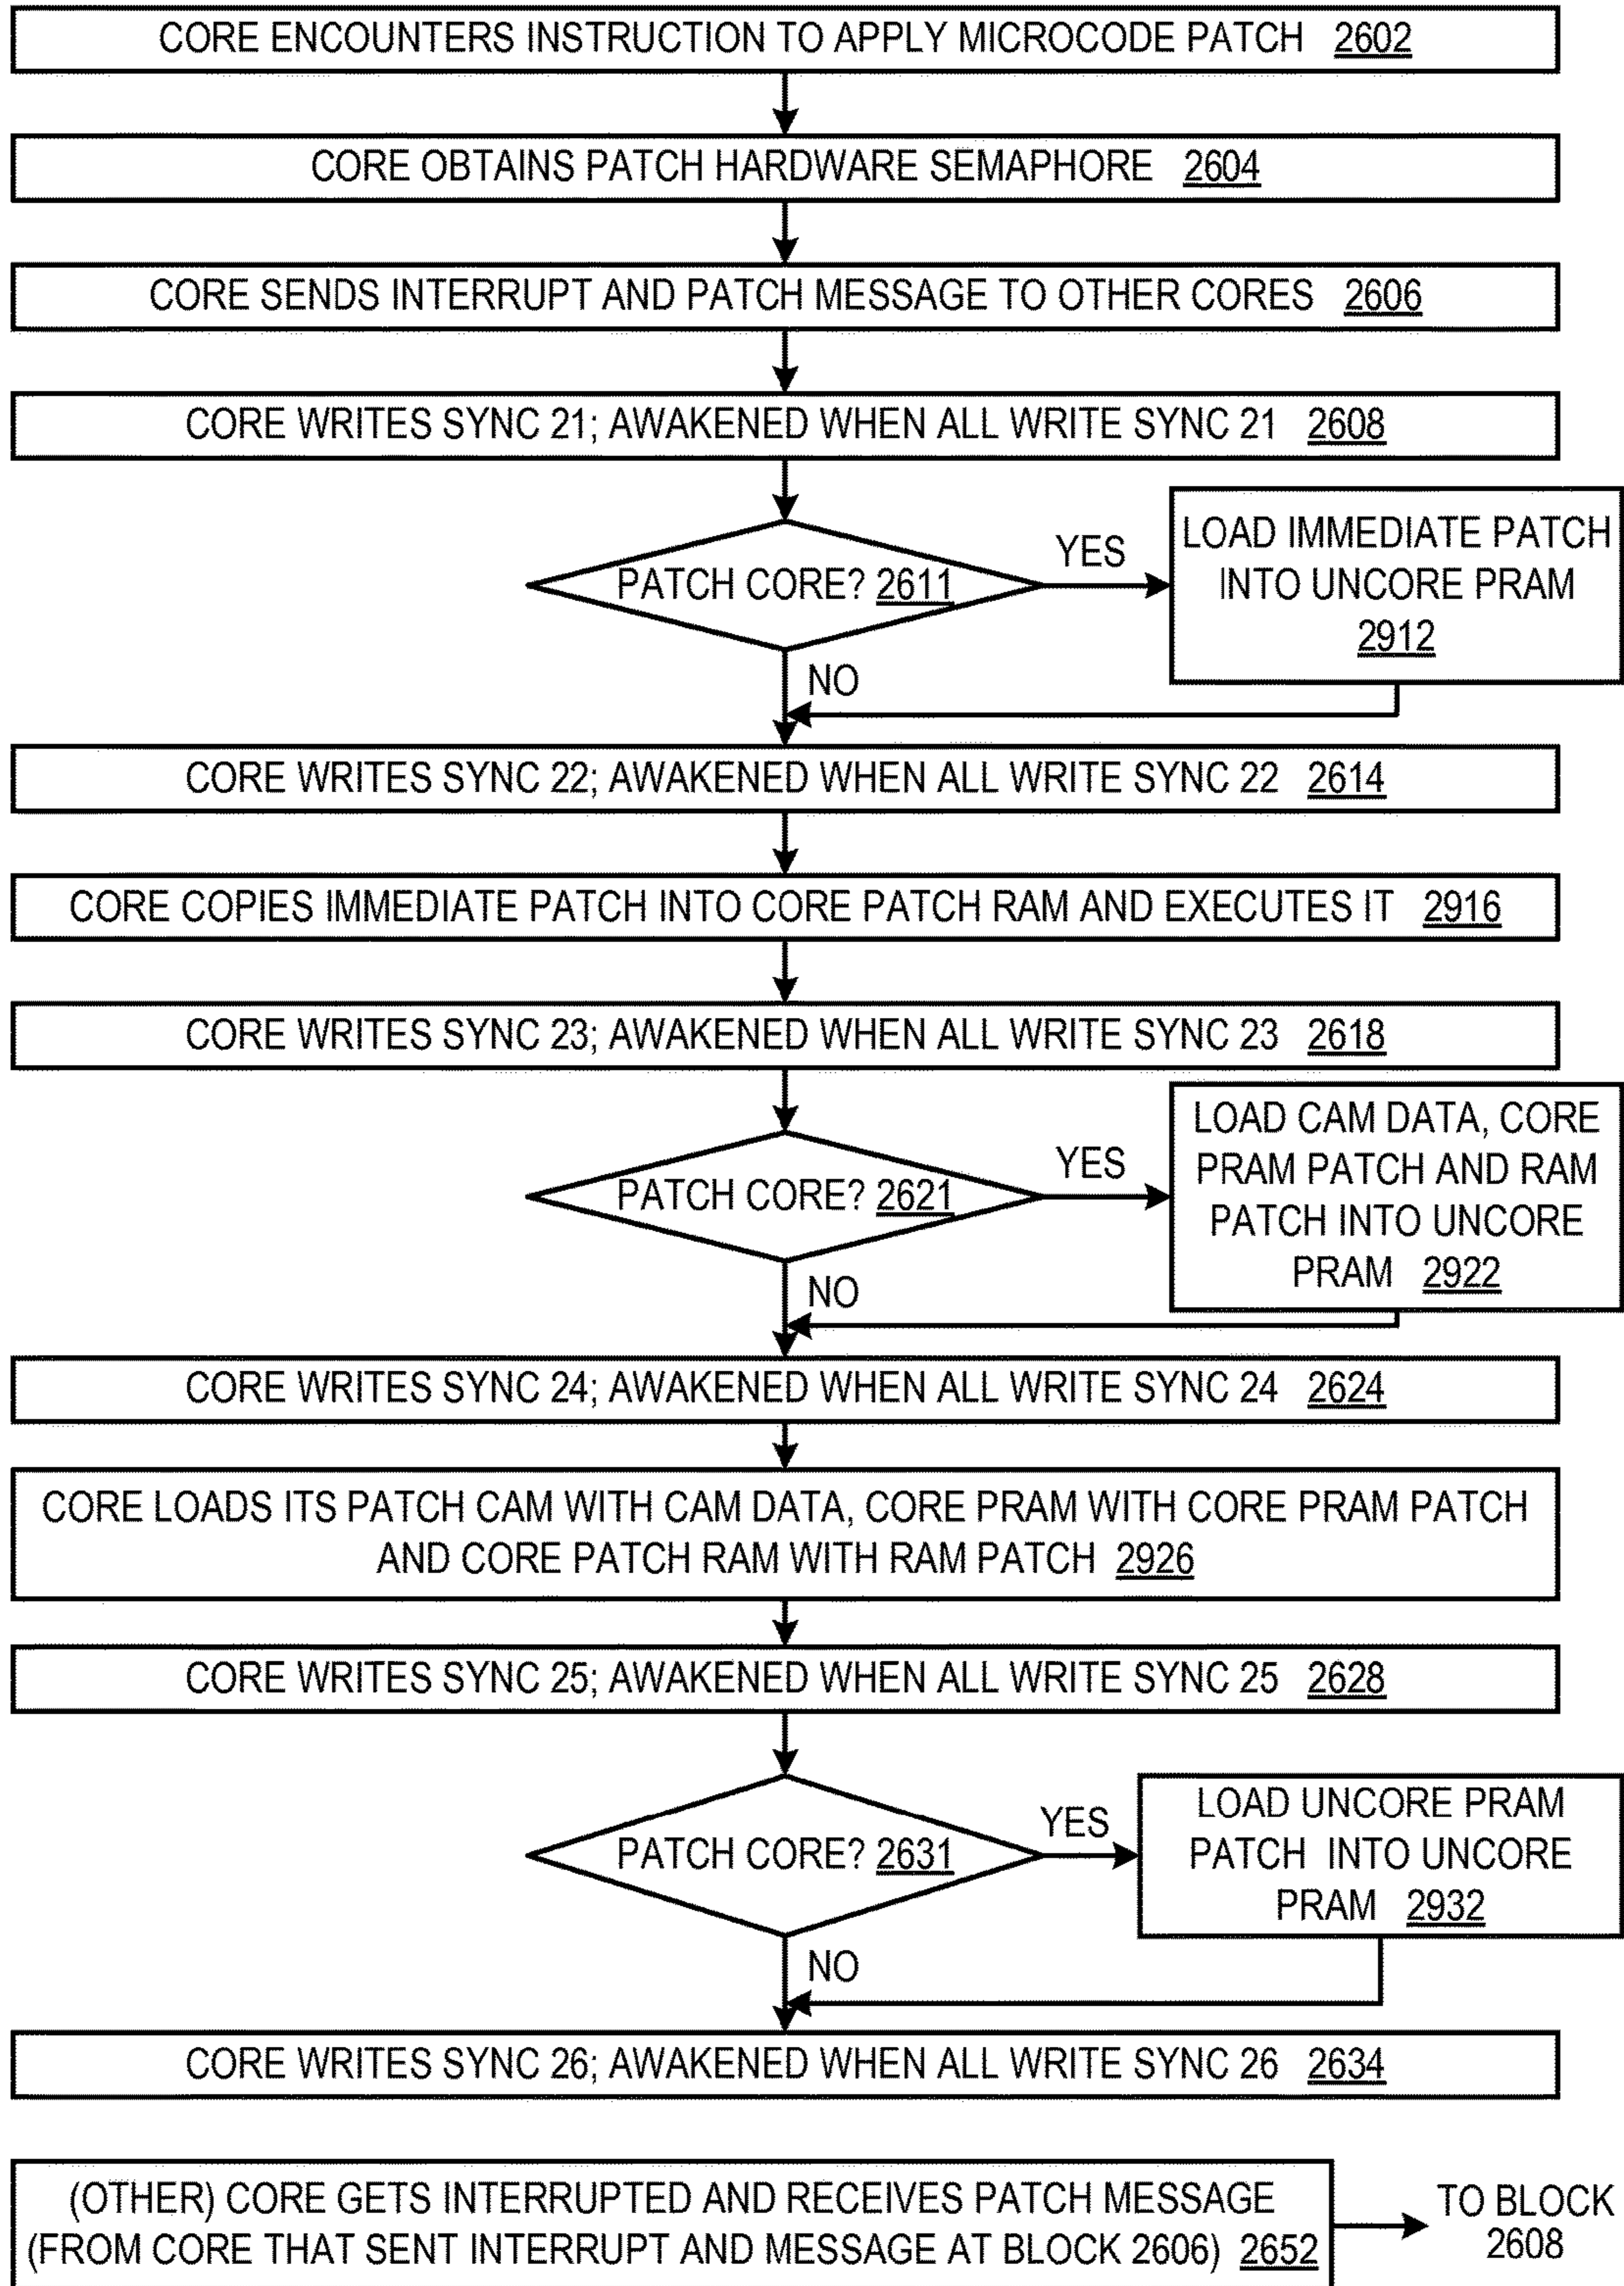 CORE ENCOUNTERS INSTRUCTION TO APPLY MICROCODE PATCH 2602
CORE OBTAINS PATCH HARDWARE SEMAPHORE 2604
CORE SENDS INTERRUPT AND PATCH MESSAGE TO OTHER CORES 2606
CORE WRITES SYNC 21; AWAKENED WHEN ALL WRITE SYNC 21 2608
PATCH CORE? 2611
YES
LOAD IMMEDIATE PATCH
INTO UNCORE PRAM
2912
NO
CORE WRITES SYNC 22; AWAKENED WHEN ALL WRITE SYNC 22 2614
CORE COPIES IMMEDIATE PATCH INTO CORE PATCH RAM AND EXECUTES IT 2916
CORE WRITES SYNC 23; AWAKENED WHEN ALL WRITE SYNC 23 2618
PATCH CORE? 2621
YES
LOAD CAM DATA, CORE
PRAM PATCH AND RAM
PATCH INTO UNCORE
PRAM 2922
NO
CORE WRITES SYNC 24; AWAKENED WHEN ALL WRITE SYNC 24 2624
CORE LOADS ITS PATCH CAM WITH CAM DATA, CORE PRAM WITH CORE PRAM PATCH
AND CORE PATCH RAM WITH RAM PATCH 2926
CORE WRITES SYNC 25; AWAKENED WHEN ALL WRITE SYNC 25 2628
PATCH CORE? 2631
YES
LOAD UNCORE PRAM
PATCH INTO UNCORE
PRAM 2932
NO
CORE WRITES SYNC 26; AWAKENED WHEN ALL WRITE SYNC 26 2634
(OTHER) CORE GETS INTERRUPTED AND RECEIVES PATCH MESSAGE
(FROM CORE THAT SENT INTERRUPT AND MESSAGE AT BLOCK 2606) 2652
TO BLOCK
2608